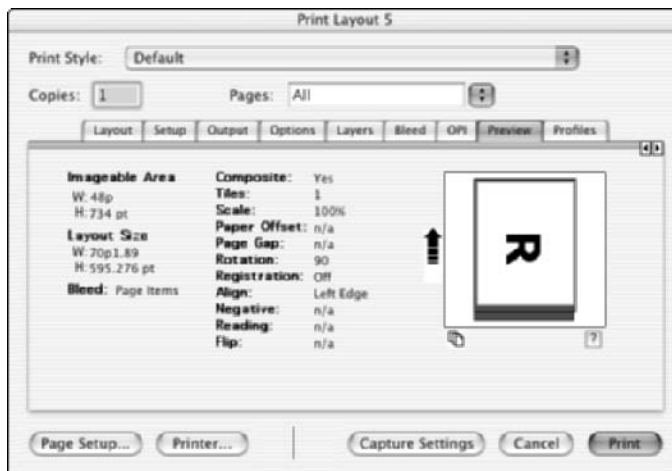 Print Layout 5
Print Style: Default
Copies: 1 Pages: All
Layout Setup Output Options Layers Bleed OPI Preview Profiles
Imageable Area
W: 48p
H: 734 pt
Layout Size
W: 70p1.89
H: 595.276 pt
Bleed: Page Items
Composite: Yes
Tiles: 1
Scale: 100%
Paper Offset: n/a
Page Gap: n/a
Rotation: 90
Registration: Off
Align: Left Edge
Negative: n/a
Reading: n/a
Flip: n/a
R
?
Page Setup... Printer... Capture Settings Cancel Print